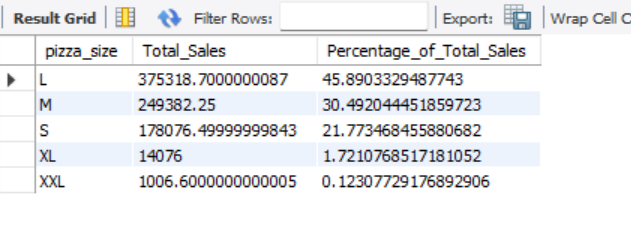 Result Grid Filter Rows: Export: Wrap Cell C
pizza_size Total_Sales Percentage_of_Total_Sales
L 375318.7000000087 45.8903329487743
M 249382.25 30.492044451859723
S 178076.49999999843 21.773468455880682
XL 14076 1.7210768517181052
XXL 1006.6000000000005 0.12307729176892906